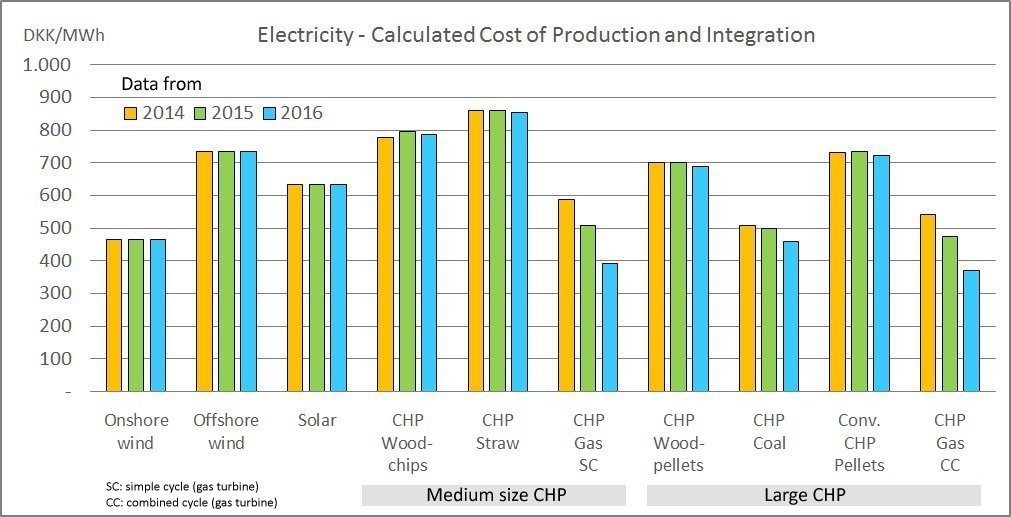 DKK/MWh
Electricity - Calculated Cost of Production and Integration
1.000
900
800
700
600
500
400
300
200
100
-
Data from
2014 2015 2016
Onshore wind
Offshore wind
Solar
CHP Wood-chips
CHP Straw
CHP Gas SC
CHP Wood-pellets
CHP Coal
Conv. CHP Pellets
CHP Gas CC
SC: simple cycle (gas turbine)
CC: combined cycle (gas turbine)
Medium size CHP
Large CHP